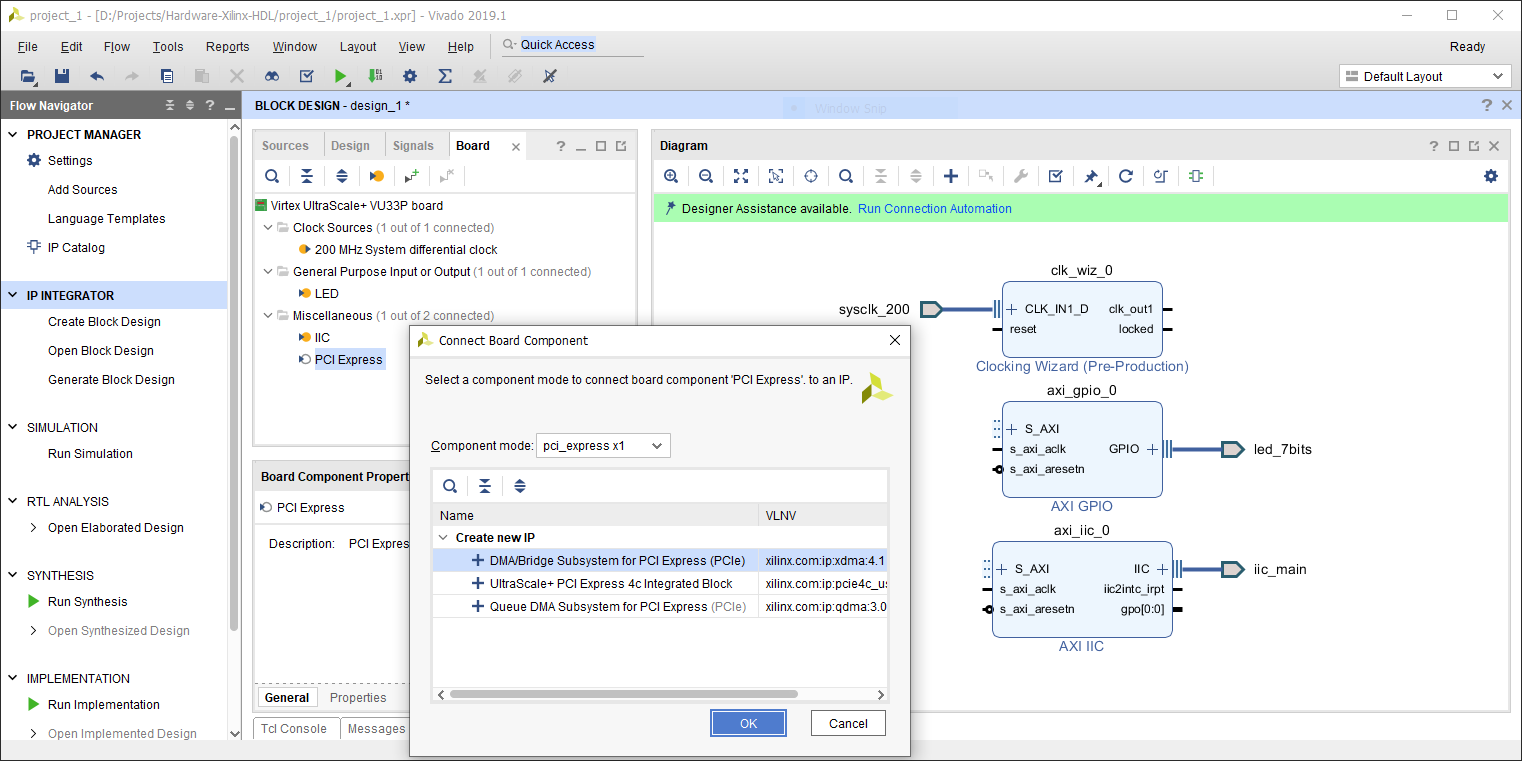 project_1 - [D:/Projects/Hardware-Xilinx-HDL/project_1/project_1.xpr] - Vivado 2019.1
File Edit Flow Tools Reports Window Layout View Help Quick Access Ready
Default Layout
Flow Navigator
PROJECT MANAGER
Settings
Add Sources
Language Templates
IP Catalog
IP INTEGRATOR
Create Block Design
Open Block Design
Generate Block Design
SIMULATION
Run Simulation
RTL ANALYSIS
Open Elaborated Design
SYNTHESIS
Run Synthesis
Open Synthesized Design
IMPLEMENTATION
Run Implementation
Open Implemented Design
BLOCK DESIGN - design_1 *
Window Snip
Sources Design Signals Board
Virtex UltraScale+ VU33P board
Clock Sources (1 out of 1 connected)
200 MHz System differential clock
General Purpose Input or Output (1 out of 1 connected)
LED
Miscellaneous (1 out of 2 connected)
IIC
PCI Express
Board Component Propert
PCI Express
Description: PCI Expres
General Properties
Tcl Console Messages
Diagram
Designer Assistance available. Run Connection Automation
clk_wiz_0
sysclk_200
CLK_IN1_D clk_out1
reset locked
Clocking Wizard (Pre-Production)
axi_gpio_0
S_AXI
s_axi_aclk GPIO
s_axi_aresetn
led_7bits
AXI GPIO
axi_iic_0
S_AXI IIC
s_axi_aclk iic2intc_irpt
s_axi_aresetn gpo[0:0]
iic_main
AXI IIC
Connect Board Component
Select a component mode to connect board component 'PCI Express'. to an IP.
Component mode: pci_express x1
Name VLNV
Create new IP
DMA/Bridge Subsystem for PCI Express (PCIe) xilinx.com:ip:xdma:4.1
UltraScale+ PCI Express 4c Integrated Block xilinx.com:ip:pcie4c_us
Queue DMA Subsystem for PCI Express (PCIe) xilinx.com:ip:qdma:3.0
OK Cancel